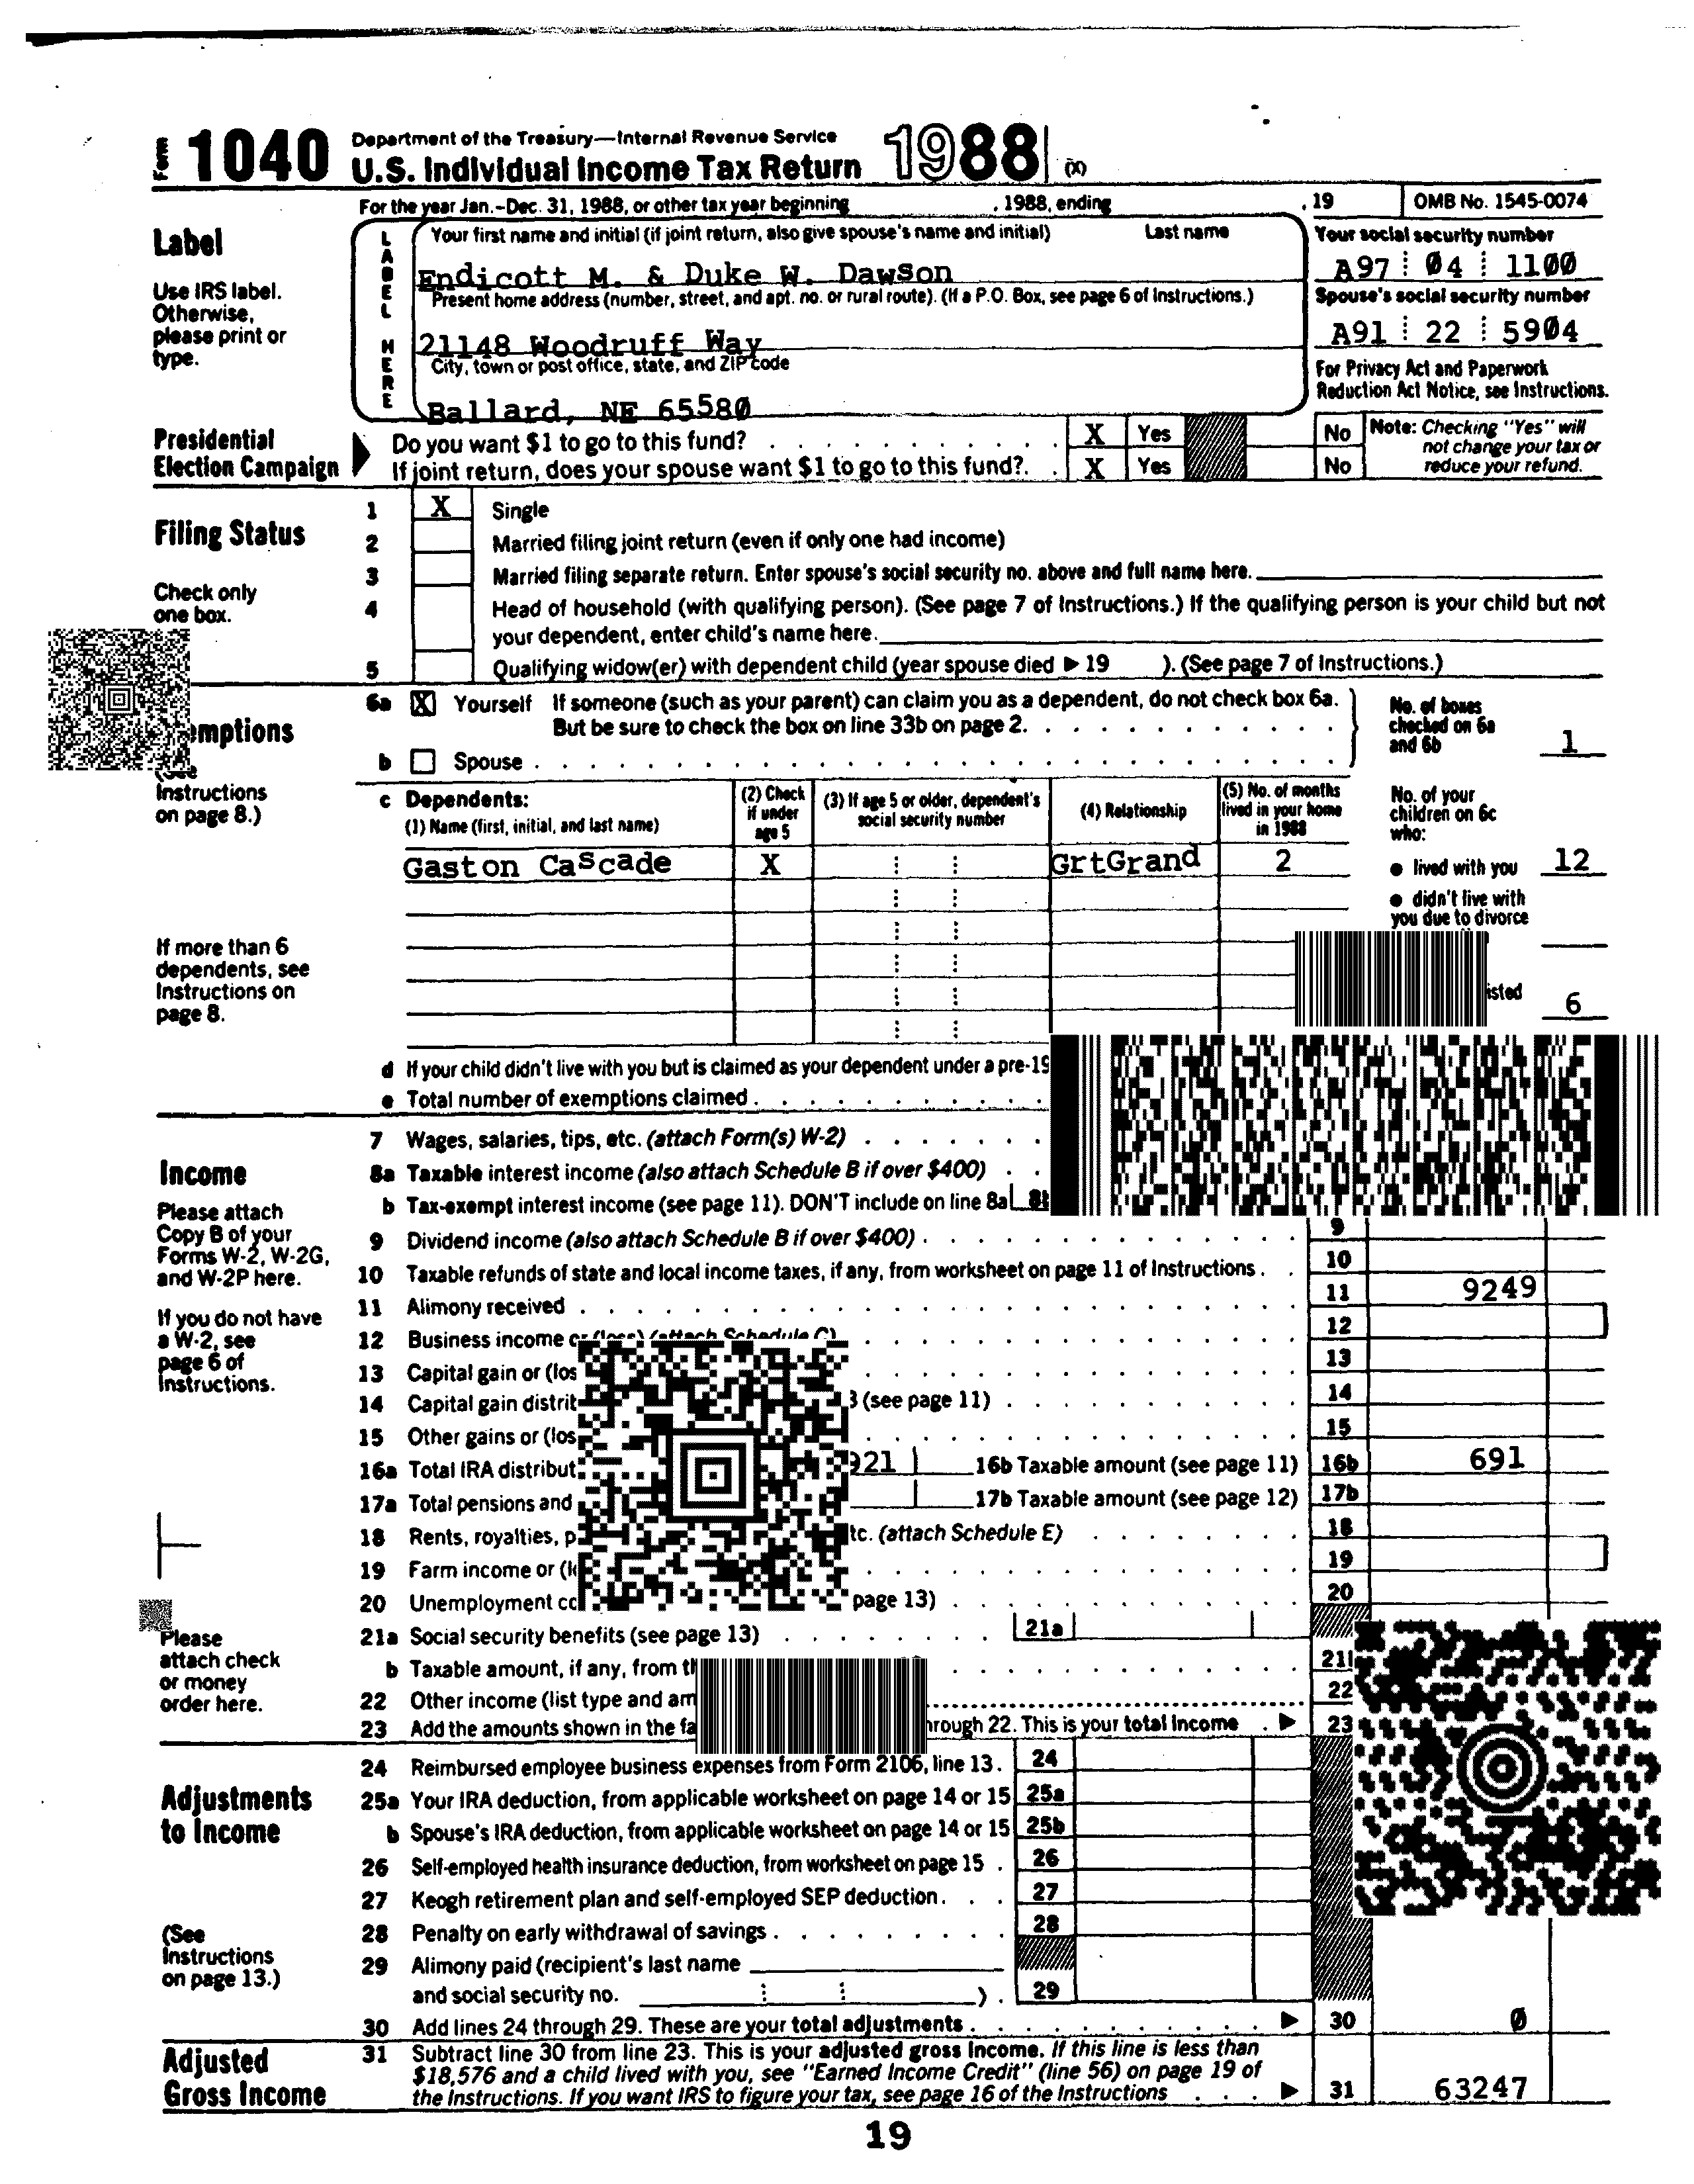 Form 1040 Department of the Treasury—Internal Revenue Service
U.S. Individual Income Tax Return 1988 (X)
For the year Jan.-Dec. 31, 1988, or other tax year beginning , 1988, ending , 19 OMB No. 1545-0074
Label
Use IRS label. Otherwise, please print or type.
LABEL HERE
Your first name and initial (if joint return, also give spouse's name and initial) Last name
Endicott M. & Duke W. Dawson
Your social security number
A97 04 1100
Present home address (number, street, and apt. no. or rural route). (If a P.O. Box, see page 6 of Instructions.)
21148 Woodruff Way
Spouse's social security number
A91 22 5904
City, town or post office, state, and ZIP code
Ballard, NE 65580
For Privacy Act and Paperwork Reduction Act Notice, see Instructions.
Presidential Election Campaign
Do you want $1 to go to this fund? X Yes No
If joint return, does your spouse want $1 to go to this fund? X Yes No
Note: Checking "Yes" will not change your tax or reduce your refund.
Filing Status
Check only one box.
1 X Single
2 Married filing joint return (even if only one had income)
3 Married filing separate return. Enter spouse's social security no. above and full name here.
4 Head of household (with qualifying person). (See page 7 of Instructions.) If the qualifying person is your child but not
your dependent, enter child's name here.
5 Qualifying widow(er) with dependent child (year spouse died ▶ 19 ). (See page 7 of Instructions.)
emptions
(See Instructions on page 8.)
6a X Yourself If someone (such as your parent) can claim you as a dependent, do not check box 6a.
But be sure to check the box on line 33b on page 2.
b Spouse
No. of boxes checked on 6a and 6b 1
c Dependents:
(1) Name (first, initial, and last name)
(2) Check if under age 5
(3) If age 5 or older, dependent's social security number
(4) Relationship
(5) No. of months lived in your home in 1988
Gaston Cascade X GrtGrand 2
No. of your children on 6c who:
● lived with you 12
● didn't live with you due to divorce
isted 6
If more than 6 dependents, see Instructions on page 8.
d If your child didn't live with you but is claimed as your dependent under a pre-19
e Total number of exemptions claimed
Income
Please attach Copy B of your Forms W-2, W-2G, and W-2P here.
If you do not have a W-2, see page 6 of Instructions.
7 Wages, salaries, tips, etc. (attach Form(s) W-2)
8a Taxable interest income (also attach Schedule B if over $400)
b Tax-exempt interest income (see page 11). DON'T include on line 8a
9 Dividend income (also attach Schedule B if over $400) 9
10 Taxable refunds of state and local income taxes, if any, from worksheet on page 11 of Instructions 10
11 Alimony received 11 9249
12 Business income or (loss) (attach Schedule C) 12
13 Capital gain or (los 13
14 Capital gain distrib (see page 11) 14
15 Other gains or (los 15
16a Total IRA distribut 921 16b Taxable amount (see page 11) 16b 691
17a Total pensions and 17b Taxable amount (see page 12) 17b
18 Rents, royalties, p tc. (attach Schedule E) 18
19 Farm income or (l 19
20 Unemployment co page 13) 20
Please attach check or money order here.
21a Social security benefits (see page 13) 21a
b Taxable amount, if any, from th 21
22 Other income (list type and am 22
23 Add the amounts shown in the fa hrough 22. This is your total income ▶ 23
Adjustments to Income
(See Instructions on page 13.)
24 Reimbursed employee business expenses from Form 2106, line 13. 24
25a Your IRA deduction, from applicable worksheet on page 14 or 15 25a
b Spouse's IRA deduction, from applicable worksheet on page 14 or 15 25b
26 Self-employed health insurance deduction, from worksheet on page 15 26
27 Keogh retirement plan and self-employed SEP deduction 27
28 Penalty on early withdrawal of savings 28
29 Alimony paid (recipient's last name
and social security no. ) 29
30 Add lines 24 through 29. These are your total adjustments ▶ 30 0
Adjusted Gross Income
31 Subtract line 30 from line 23. This is your adjusted gross income. If this line is less than
$18,576 and a child lived with you, see "Earned Income Credit" (line 56) on page 19 of
the Instructions. If you want IRS to figure your tax, see page 16 of the Instructions ▶ 31 63247
19